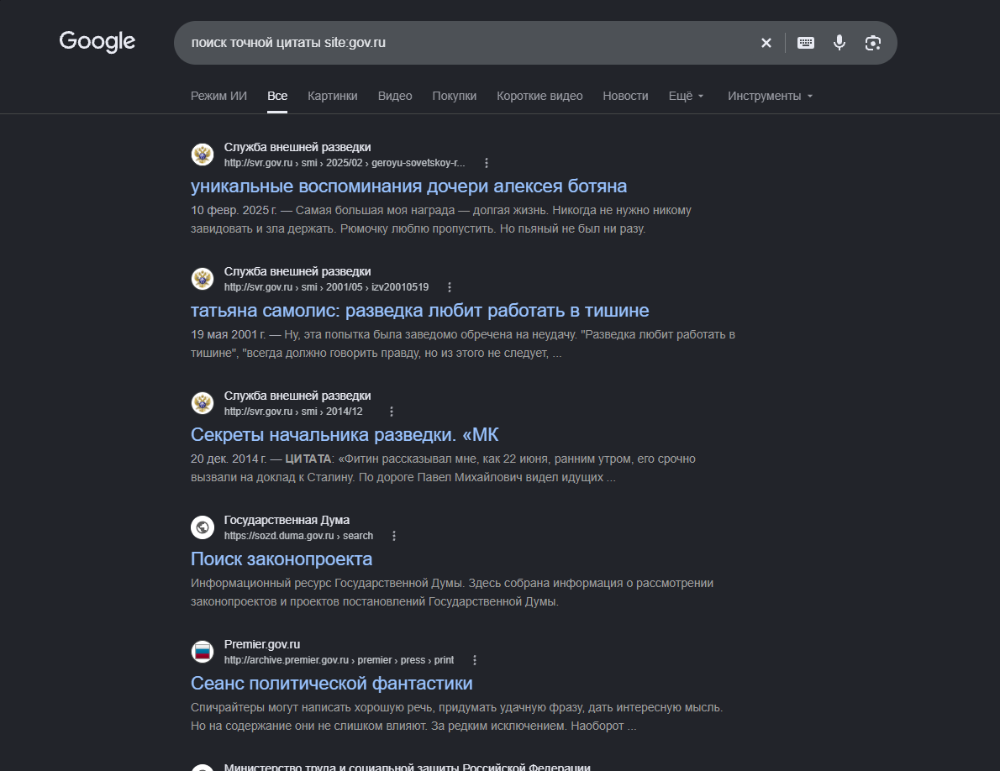 Google
поиск точной цитаты site:gov.ru
Режим ИИ Все Картинки Видео Покупки Короткие видео Новости Ещё Инструменты
Служба внешней разведки
http://svr.gov.ru › smi › 2025/02 › geroyu-sovetskoy-r...
уникальные воспоминания дочери алексея ботяна
10 февр. 2025 г. — Самая большая моя награда — долгая жизнь. Никогда не нужно никому
завидовать и зла держать. Рюмочку люблю пропустить. Но пьяный не был ни разу.
Служба внешней разведки
http://svr.gov.ru › smi › 2001/05 › izv20010519
татьяна самолис: разведка любит работать в тишине
19 мая 2001 г. — Ну, эта попытка была заведомо обречена на неудачу. "Разведка любит работать в
тишине", "всегда должно говорить правду, но из этого не следует, ...
Служба внешней разведки
http://svr.gov.ru › smi › 2014/12
Секреты начальника разведки. «МК
20 дек. 2014 г. — ЦИТАТА: «Фитин рассказывал мне, как 22 июня, ранним утром, его срочно
вызвали на доклад к Сталину. По дороге Павел Михайлович видел идущих ...
Государственная Дума
https://sozd.duma.gov.ru › search
Поиск законопроекта
Информационный ресурс Государственной Думы. Здесь собрана информация о рассмотрении
законопроектов и проектов постановлений Государственной Думы.
Premier.gov.ru
http://archive.premier.gov.ru › premier › press › print
Сеанс политической фантастики
Спичрайтеры могут написать хорошую речь, придумать удачную фразу, дать интересную мысль.
Но на содержание они не слишком влияют. За редким исключением. Наоборот ...
Министерство труда и социальной защиты Российской Федерации